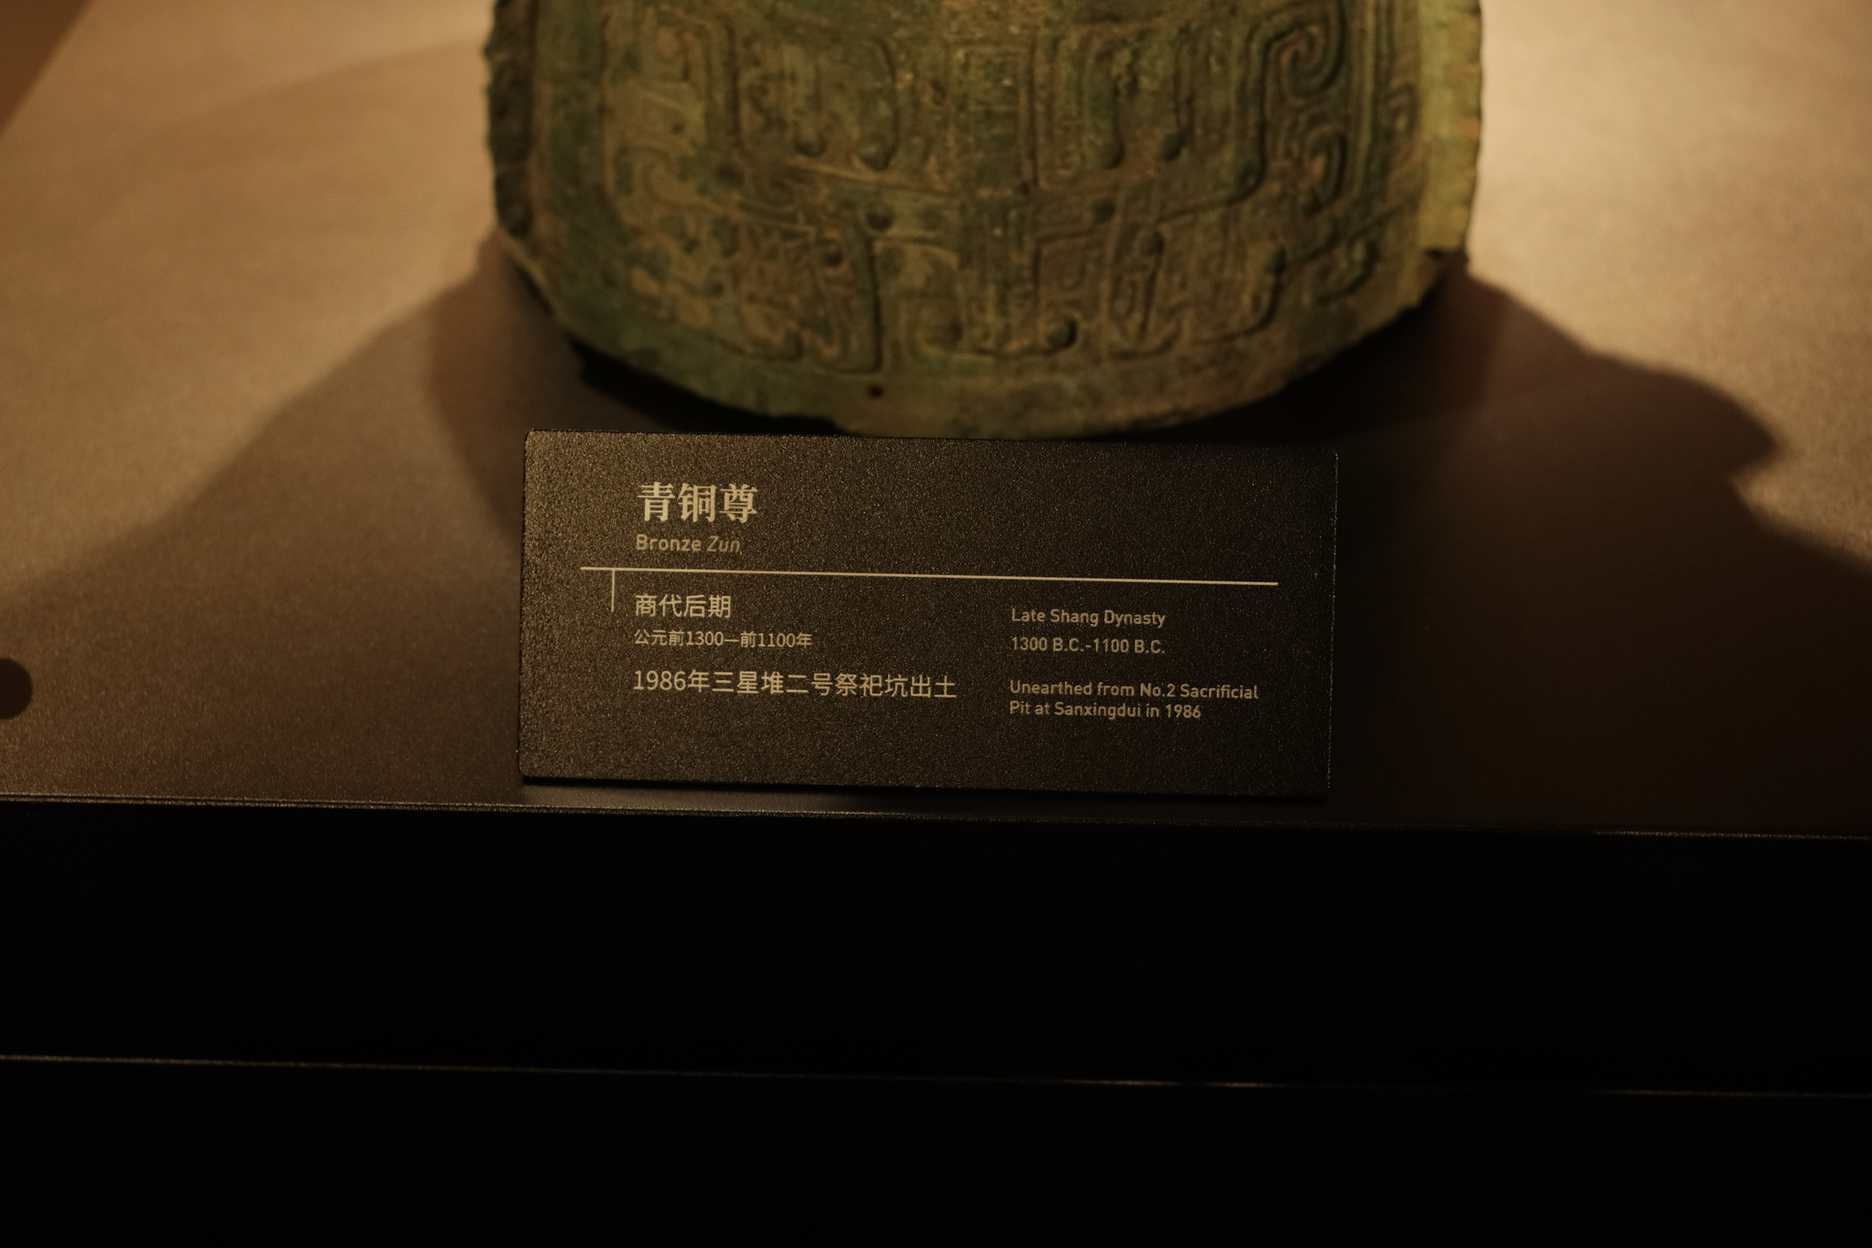 青铜尊
Bronze Zun
商代后期
公元前1300—前1100年
1986年三星堆二号祭祀坑出土
Late Shang Dynasty
1300 B.C.-1100 B.C.
Unearthed from No.2 Sacrificial
Pit at Sanxingdui in 1986